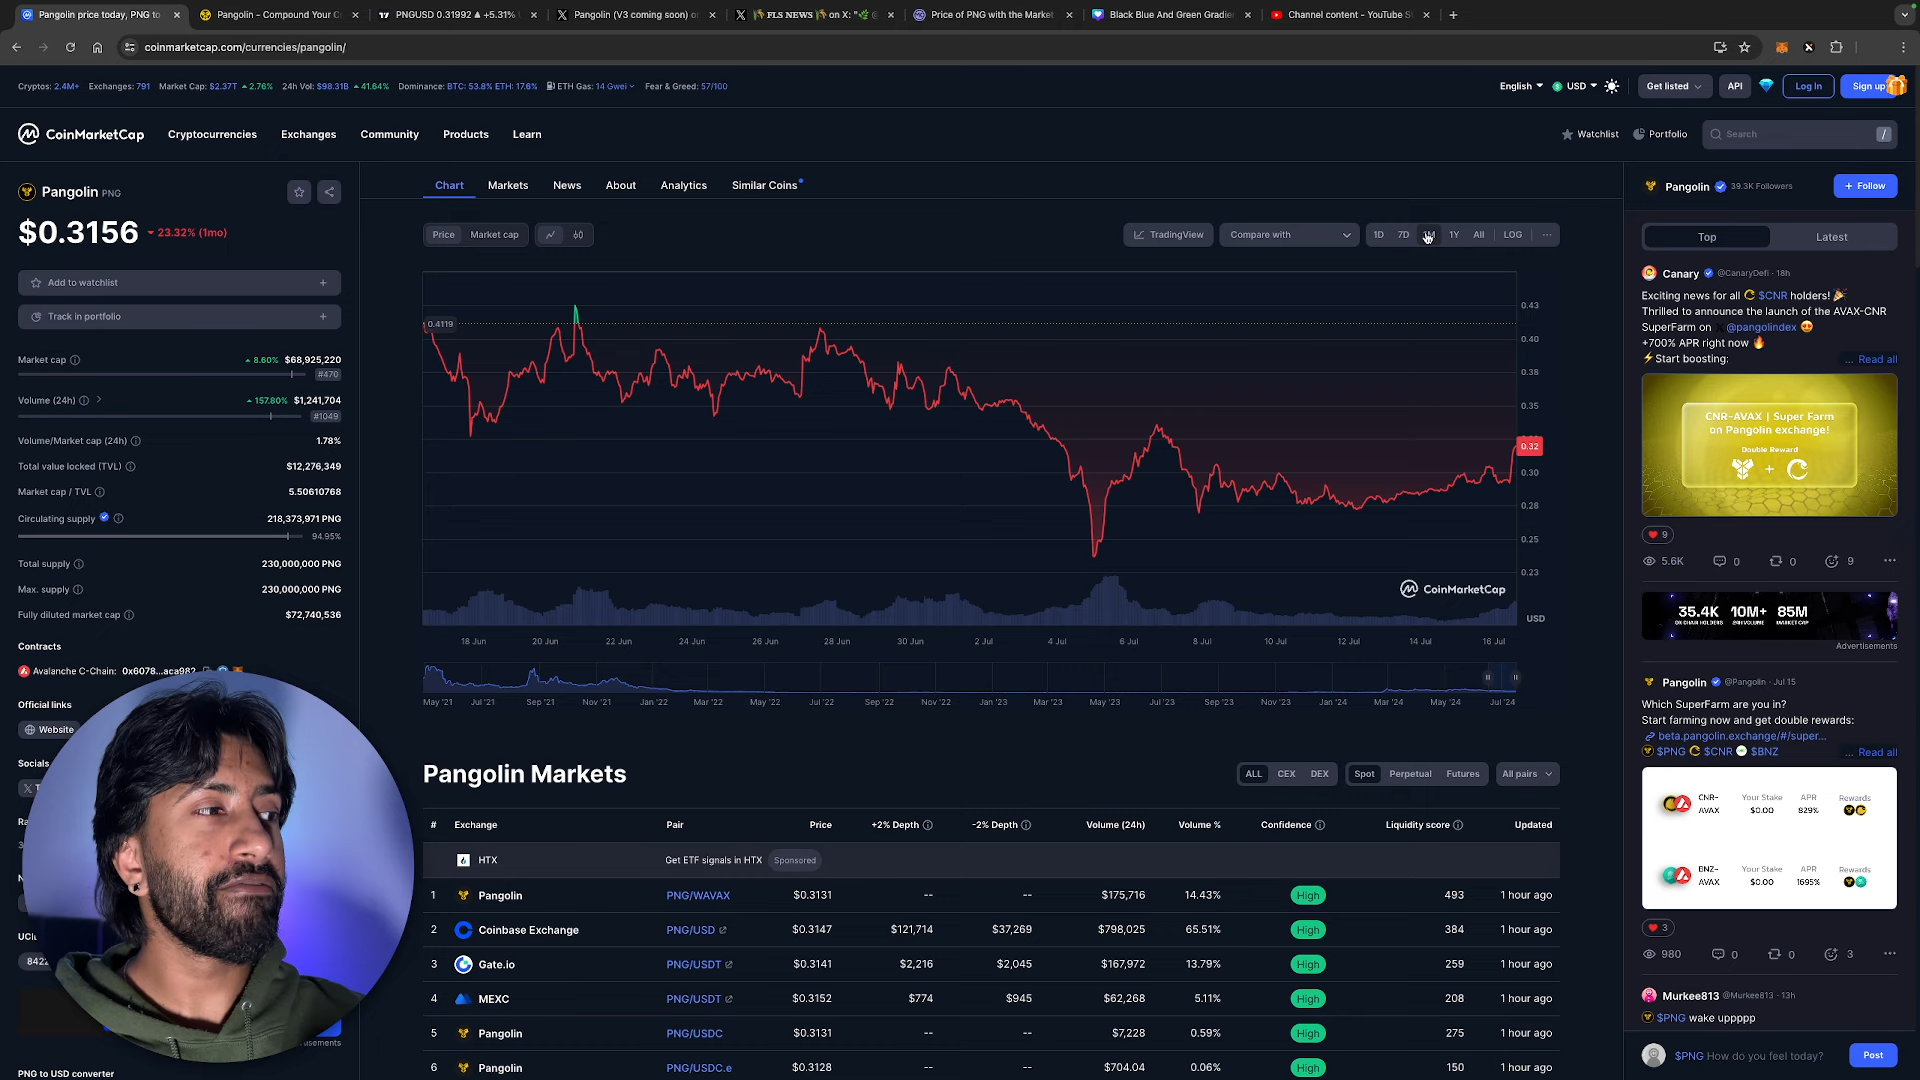 Pangolin price today, PNG to
Pangolin - Compound Your C
PNGUSD 0.31992 ▲ +5.31%
Pangolin (V3 coming soon) o
FLS NEWS on X: "
Price of PNG with the Market
Black Blue And Green Gradie
Channel content - YouTube S
coinmarketcap.com/currencies/pangolin/
Cryptos: 2.4M+ Exchanges: 791 Market Cap: $2.37T ▲ 2.76% 24h Vol: $98.31B ▲ 41.64% Dominance: BTC: 53.8% ETH: 17.6% ETH Gas: 14 Gwei Fear & Greed: 57/100
English USD Get listed API Log In Sign up
CoinMarketCap Cryptocurrencies Exchanges Community Products Learn
Watchlist Portfolio Search /
Pangolin PNG
$0.3156 23.32% (1mo)
Add to watchlist +
Track in portfolio +
Market cap 8.60% $68,925,220
#470
Volume (24h) 157.80% $1,241,704
#1049
Volume/Market cap (24h) 1.78%
Total value locked (TVL) $12,276,349
Market cap / TVL 5.50610768
Circulating supply 218,373,971 PNG
94.95%
Total supply 230,000,000 PNG
Max. supply 230,000,000 PNG
Fully diluted market cap $72,740,536
Contracts
Avalanche C-Chain: 0x6078...aca982
Official links
Website
Socials
PNG to USD converter
Chart Markets News About Analytics Similar Coins
Price Market cap
TradingView Compare with 1D 7D 1Y All LOG ...
0.4119
0.43
0.40
0.38
0.35
0.32
0.30
0.28
0.25
0.23
CoinMarketCap
USD
18 Jun 20 Jun 22 Jun 24 Jun 26 Jun 28 Jun 30 Jun 2 Jul 4 Jul 6 Jul 8 Jul 10 Jul 12 Jul 14 Jul 16 Jul
May '21 Jul '21 Sep '21 Nov '21 Jan '22 Mar '22 May '22 Jul '22 Sep '22 Nov '22 Jan '23 Mar '23 May '23 Jul '23 Sep '23 Nov '23 Jan '24 Mar '24 May '24 Jul '24
Pangolin Markets
ALL CEX DEX Spot Perpetual Futures All pairs
# Exchange Pair Price +2% Depth -2% Depth Volume (24h) Volume % Confidence Liquidity score Updated
HTX Get ETF signals in HTX Sponsored
1 Pangolin PNG/WAVAX $0.3131 -- -- $175,716 14.43% High 493 1 hour ago
2 Coinbase Exchange PNG/USD $0.3147 $121,714 $37,269 $798,025 65.51% High 384 1 hour ago
3 Gate.io PNG/USDT $0.3141 $2,216 $2,045 $167,972 13.79% High 259 1 hour ago
4 MEXC PNG/USDT $0.3152 $774 $945 $62,268 5.11% High 208 1 hour ago
5 Pangolin PNG/USDC $0.3131 -- -- $7,228 0.59% High 275 1 hour ago
6 Pangolin PNG/USDC.e $0.3128 -- -- $704.04 0.06% High 150 1 hour ago
Pangolin 39.3K Followers + Follow
Top Latest
Canary @CanaryDefi · 18h
Exciting news for all $CNR holders!
Thrilled to announce the launch of the AVAX-CNR
SuperFarm on @pangolindex
+700% APR right now
Start boosting: ... Read all
CNR-AVAX | Super Farm
on Pangolin exchange!
Double Reward
+
9
5.6K 0 0 9
35.4K 10M+ 85M
ON CHAIN HOLDERS 24H VOLUME MARKET CAP
Advertisements
Pangolin @Pangolin · Jul 15
Which SuperFarm are you in?
Start farming now and get double rewards:
beta.pangolin.exchange/#/super...
$PNG $CNR $BNZ ... Read all
CNR-AVAX Your Stake $0.00 APR 829% Rewards
BNZ-AVAX Your Stake $0.00 APR 1695% Rewards
3
980 0 0 3
Murkee813 @Murkee813 · 13h
$PNG wake uppppp
$PNG How do you feel today? Post